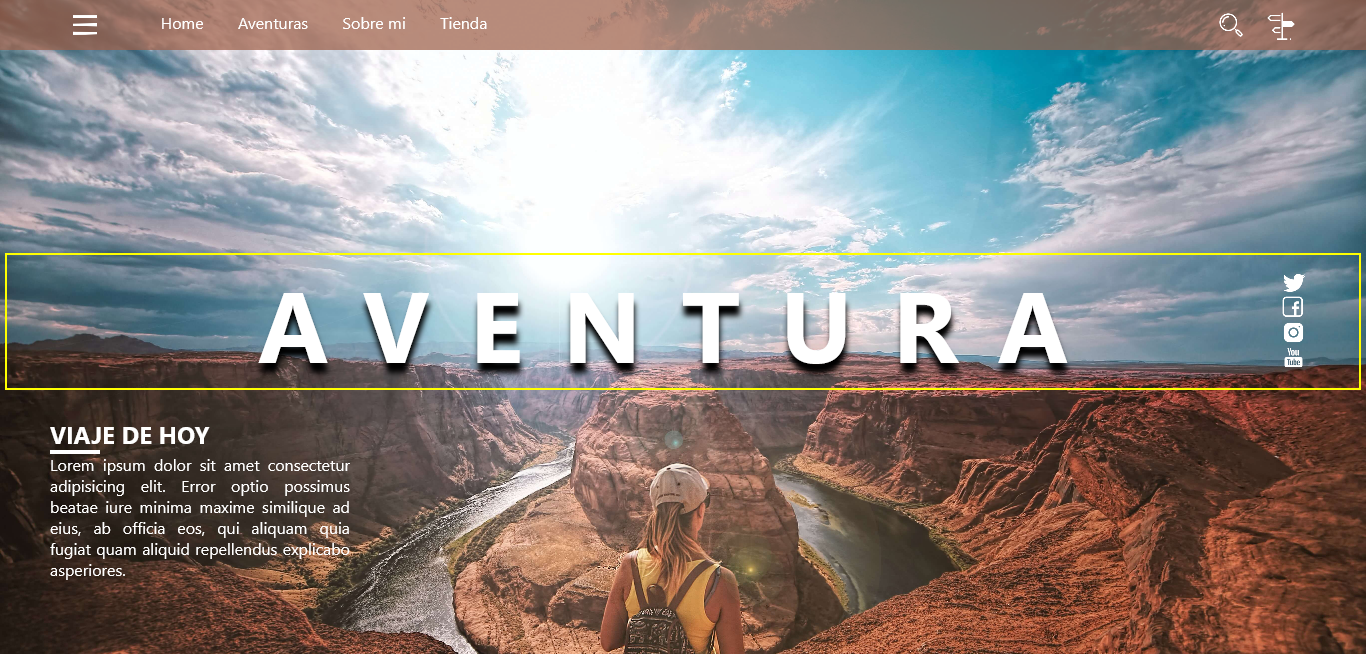 Home Aventuras Sobre mi Tienda
AVENTURA
You
Tube
VIAJE DE HOY
Lorem ipsum dolor sit amet consectetur
adipisicing elit. Error optio possimus
beatae iure minima maxime similique ad
eius, ab officia eos, qui aliquam quia
fugiat quam aliquid repellendus explicabo
asperiores.